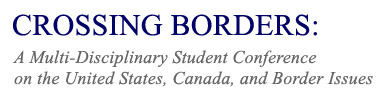 CROSSING BORDERS:
A Multi-Disciplinary Student Conference
on the United States, Canada, and Border Issues